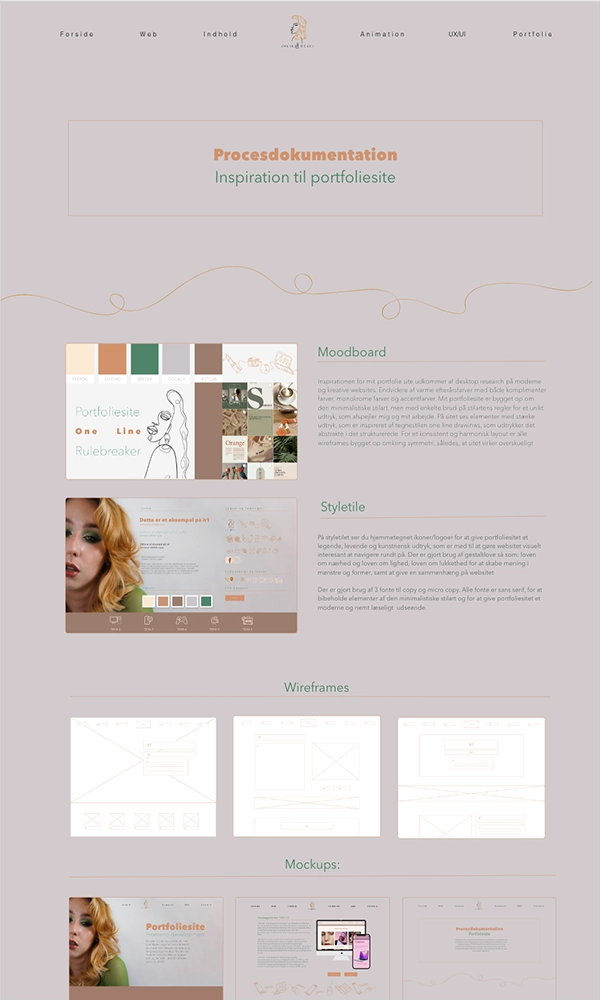 Forside Web Indhold Animation UX/UI Portfolie
Procesdokumentation
Inspiration til portfoliesite
Moodboard
Portfoliesite
One Line
Rulebreaker
S
Orange
Inspirationen for mit portfolie site udkommer af desktop research på moderne
og kreative websites. Endvidere af varme efterårsfarver med både komplimenter
farver, monokrome farver og accentfarver. Mit portfoliesite er bygget op om
den minimalistiske stilart, men med enkelte brud på stilartens regler for et unikt
udtryk, som afspejler mig og mit arbejde. På sitet ses elementer med stærke
udtryk, som er inspireret af tegnestilen one line drawinws, som udtrykker det
abstrakte i det strukturerede. For et konsistent og harmonisk layout er alle
wireframes bygget op omkring symmetri, således, at sitet virker overskueligt
Styletile
Dette er et eksempel på h1
På styletilet ser du hjemmetegnet ikoner/logoer for at give portfoliesitet et
legende, levende og kunstnerisk udtryk, som er med til at gøre websitet visuelt
interesant at navigere rundt på. Der er gjort brug af gestaltlove så som: loven
om nærhed og loven om lighed, loven om lukkethed for at skabe mening i
mønstre og former, samt at give en sammenhæng på websitet
Der er gjort brug af 3 fonte til copy og micro copy. Alle fonte er sans serif, for at
bibeholde elementer af den minimalistiske stilart og for at give portfoliesitet et
moderne og nemt læseligt udseende.
Wireframes
Mockups:
Portfoliesite
Procesdokumentation